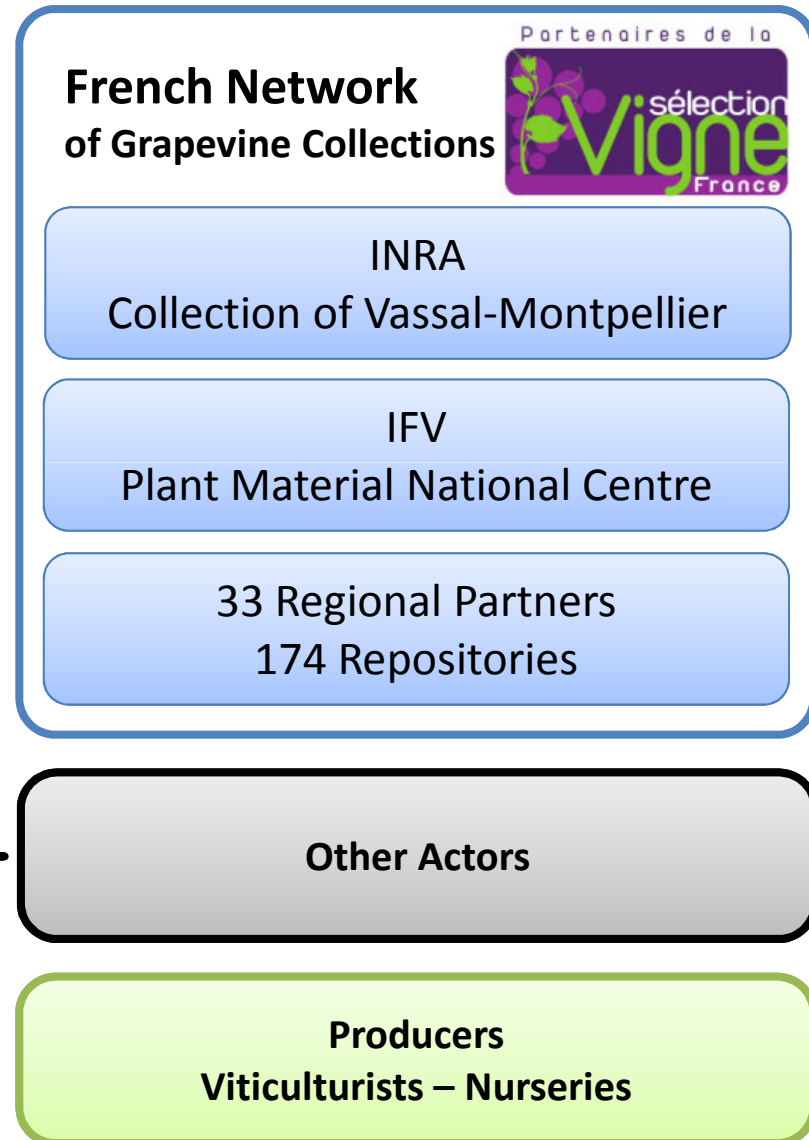 Partenaires de la
sélection
Vigne
France
French Network
of Grapevine Collections
INRA
Collection of Vassal-Montpellier
IFV
Plant Material National Centre
33 Regional Partners
174 Repositories
Other Actors
Producers
Viticulturists – Nurseries